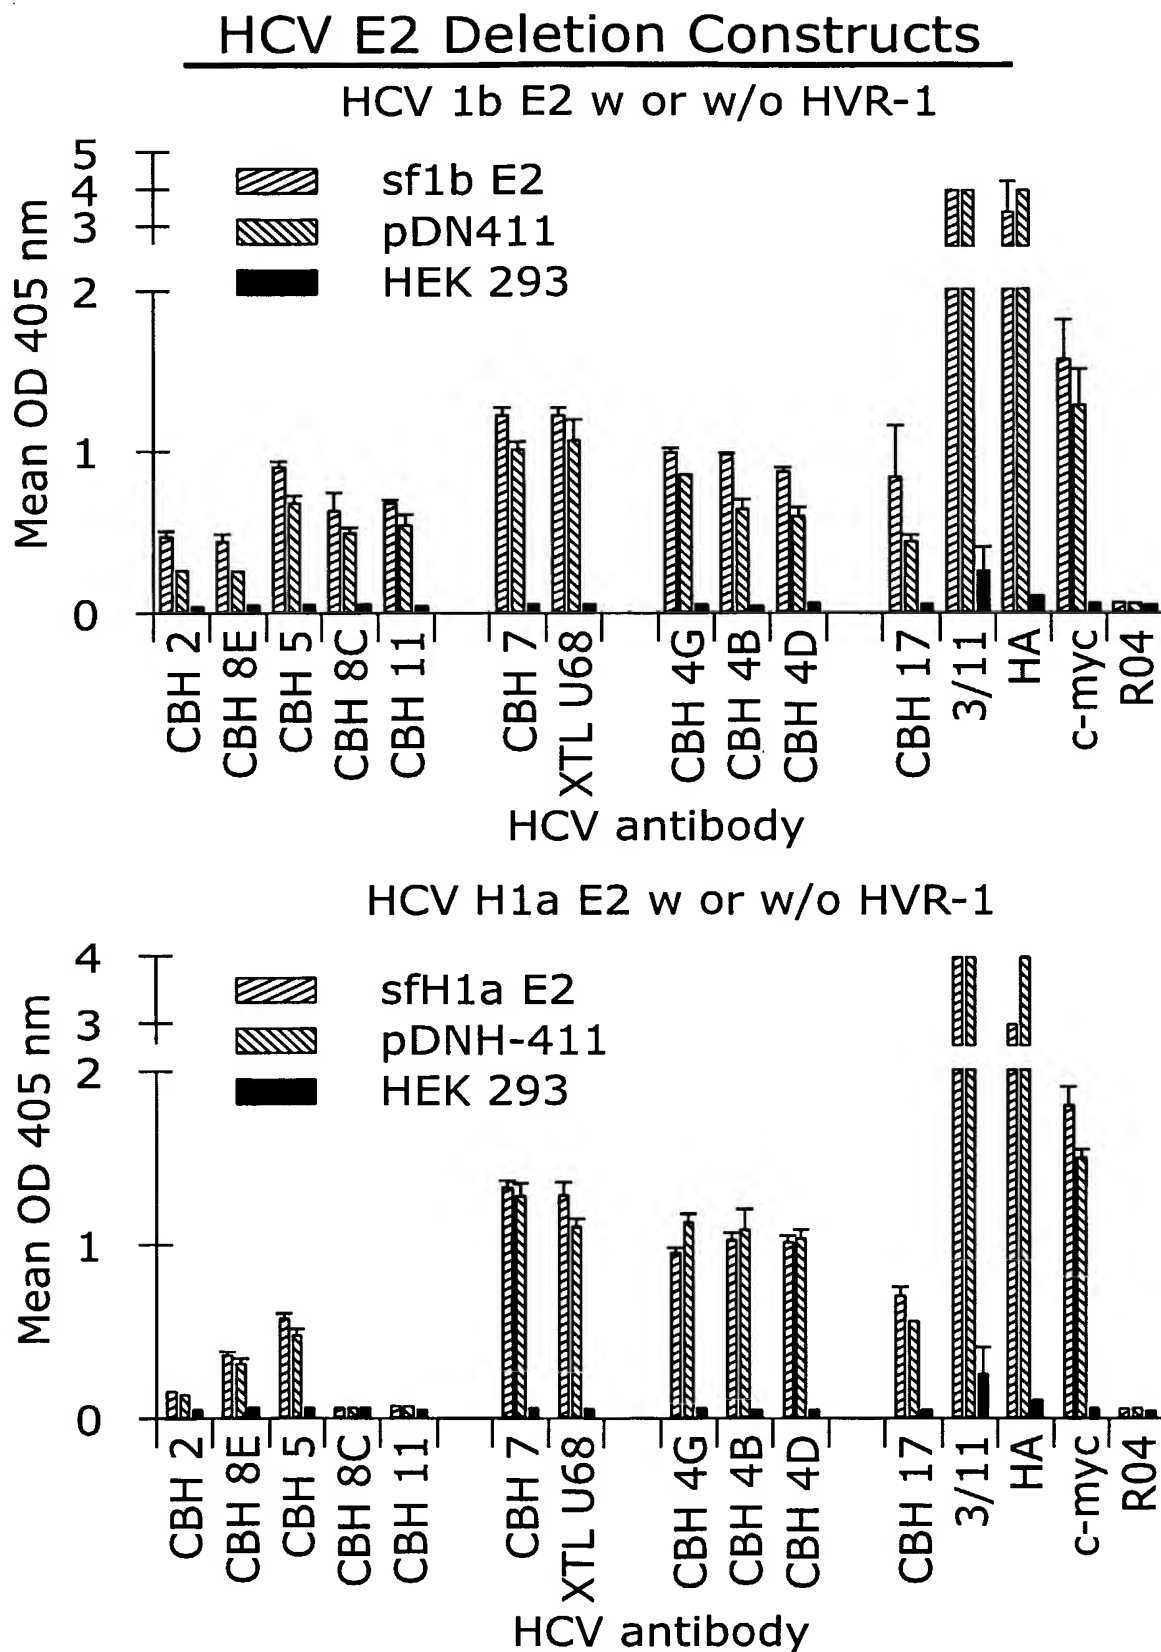 HCV E2 Deletion Constructs
HCV 1b E2 w or w/o HVR-1
Mean OD 405 nm
5
4
3
2
1
0
sf1b E2
pDN411
HEK 293
CBH 2
CBH 8E
CBH 5
CBH 8C
CBH 11
CBH 7
XTL U68
CBH 4G
CBH 4B
CBH 4D
CBH 17
3/11
HA
c-myc
R04
HCV antibody
HCV H1a E2 w or w/o HVR-1
Mean OD 405 nm
4
3
2
1
0
sfH1a E2
pDNH-411
HEK 293
CBH 2
CBH 8E
CBH 5
CBH 8C
CBH 11
CBH 7
XTL U68
CBH 4G
CBH 4B
CBH 4D
CBH 17
3/11
HA
c-myc
R04
HCV antibody